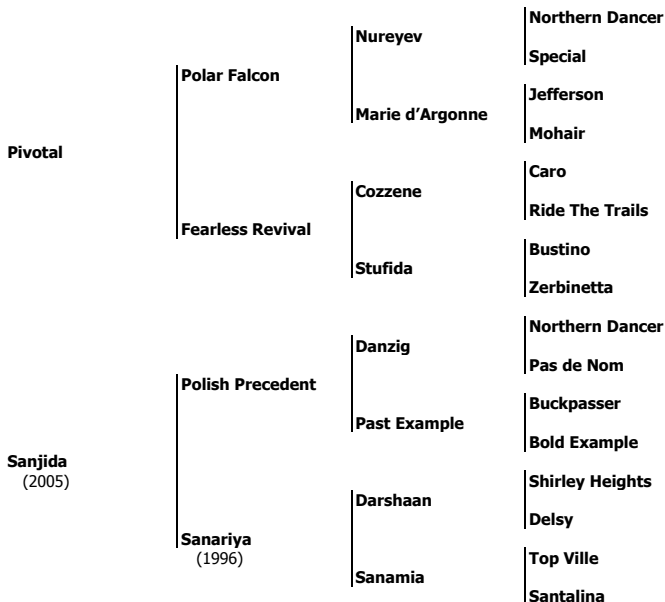 Northern Dancer
Nureyev
Special
Polar Falcon
Jefferson
Marie d’Argonne
Mohair
Pivotal
Caro
Cozzene
Ride The Trails
Fearless Revival
Bustino
Stufida
Zerbinetta
Northern Dancer
Danzig
Pas de Nom
Polish Precedent
Buckpasser
Past Example
Bold Example
Sanjida
(2005)
Shirley Heights
Darshaan
Delsy
Sanariya
(1996)
Top Ville
Sanamia
Santalina